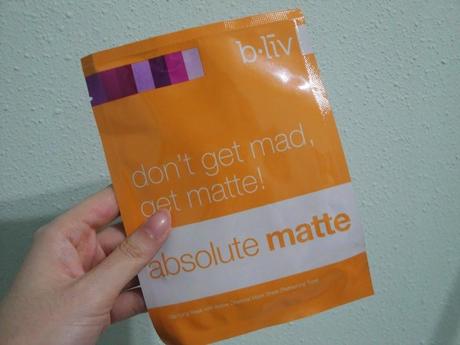 b·liv
don't get mad,
get matte!
absolute matte